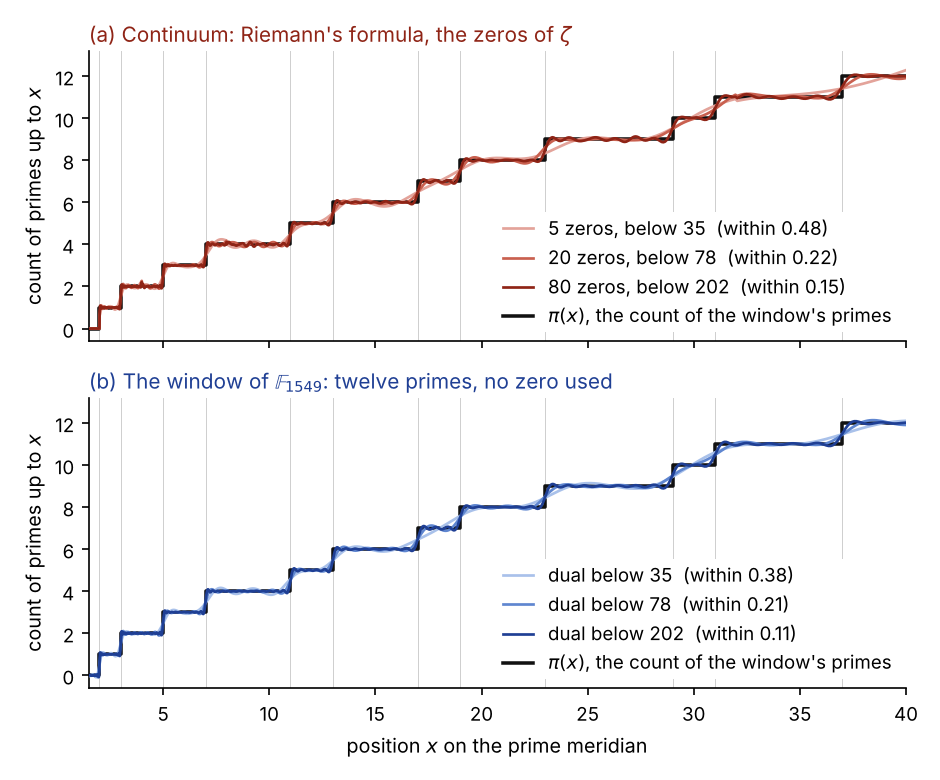 (a) Continuum: Riemann's formula, the zeros of ζ
12
10
8
6
4
2
0
count of primes up to x
5 zeros, below 35 (within 0.48)
20 zeros, below 78 (within 0.22)
80 zeros, below 202 (within 0.15)
π(x), the count of the window's primes
(b) The window of 𝔽₁₅₄₉: twelve primes, no zero used
12
10
8
6
4
2
0
count of primes up to x
dual below 35 (within 0.38)
dual below 78 (within 0.21)
dual below 202 (within 0.11)
π(x), the count of the window's primes
5 10 15 20 25 30 35 40
position x on the prime meridian